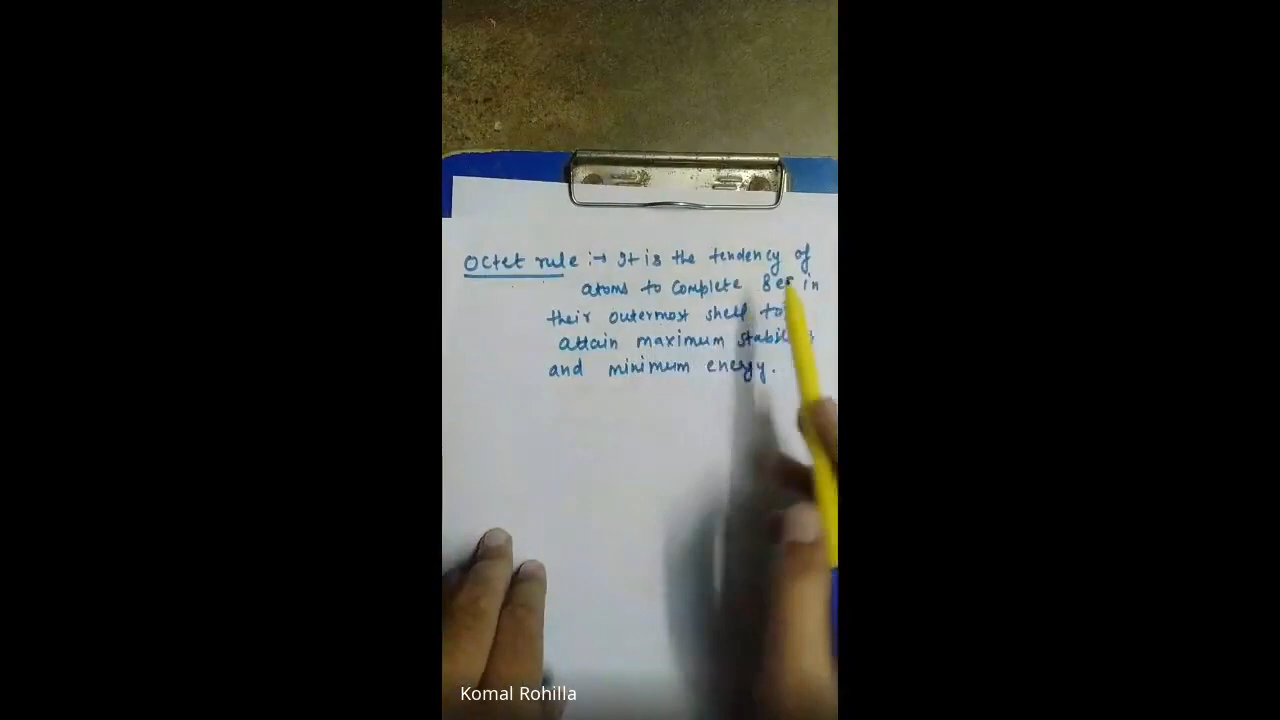 Octet rule :→ It is the tendency of
atoms to complete 8e⁻ in
their outermost shell to
attain maximum
and minimum energy.
Komal Rohilla